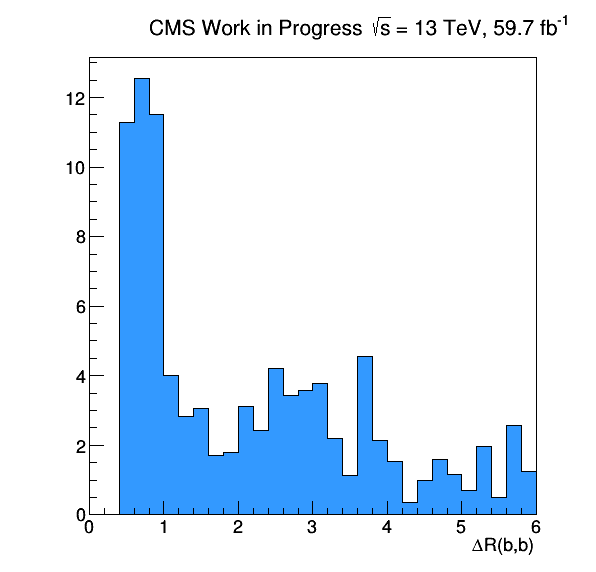 CMS Work in Progress √s = 13 TeV, 59.7 fb⁻¹
12
10
8
6
4
2
0
0 1 2 3 4 5 6
ΔR(b,b)